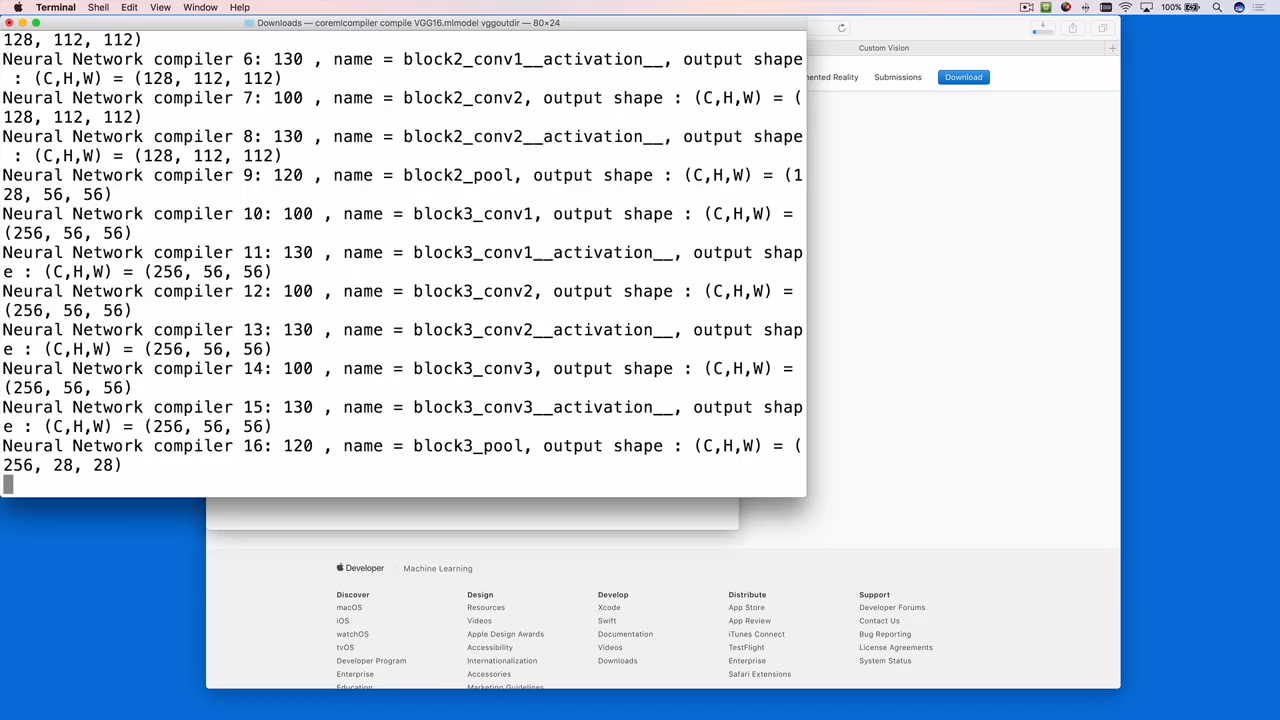 Terminal Shell Edit View Window Help 100%
Downloads — coremlcompiler compile VGG16.mlmodel vggoutdir — 80×24
128, 112, 112)
Neural Network compiler 6: 130 , name = block2_conv1__activation__, output shape
: (C,H,W) = (128, 112, 112)
Neural Network compiler 7: 100 , name = block2_conv2, output shape : (C,H,W) = (
128, 112, 112)
Neural Network compiler 8: 130 , name = block2_conv2__activation__, output shape
: (C,H,W) = (128, 112, 112)
Neural Network compiler 9: 120 , name = block2_pool, output shape : (C,H,W) = (1
28, 56, 56)
Neural Network compiler 10: 100 , name = block3_conv1, output shape : (C,H,W) =
(256, 56, 56)
Neural Network compiler 11: 130 , name = block3_conv1__activation__, output shap
e : (C,H,W) = (256, 56, 56)
Neural Network compiler 12: 100 , name = block3_conv2, output shape : (C,H,W) =
(256, 56, 56)
Neural Network compiler 13: 130 , name = block3_conv2__activation__, output shap
e : (C,H,W) = (256, 56, 56)
Neural Network compiler 14: 100 , name = block3_conv3, output shape : (C,H,W) =
(256, 56, 56)
Neural Network compiler 15: 130 , name = block3_conv3__activation__, output shap
e : (C,H,W) = (256, 56, 56)
Neural Network compiler 16: 120 , name = block3_pool, output shape : (C,H,W) = (
256, 28, 28)
Custom Vision
ented Reality Submissions Download
Developer Machine Learning
Discover
macOS
iOS
watchOS
tvOS
Developer Program
Enterprise
Education
Design
Resources
Videos
Apple Design Awards
Accessibility
Internationalization
Accessories
Marketing Guidelines
Develop
Xcode
Swift
Documentation
Videos
Downloads
Distribute
App Store
App Review
iTunes Connect
TestFlight
Enterprise
Safari Extensions
Support
Developer Forums
Contact Us
Bug Reporting
License Agreements
System Status